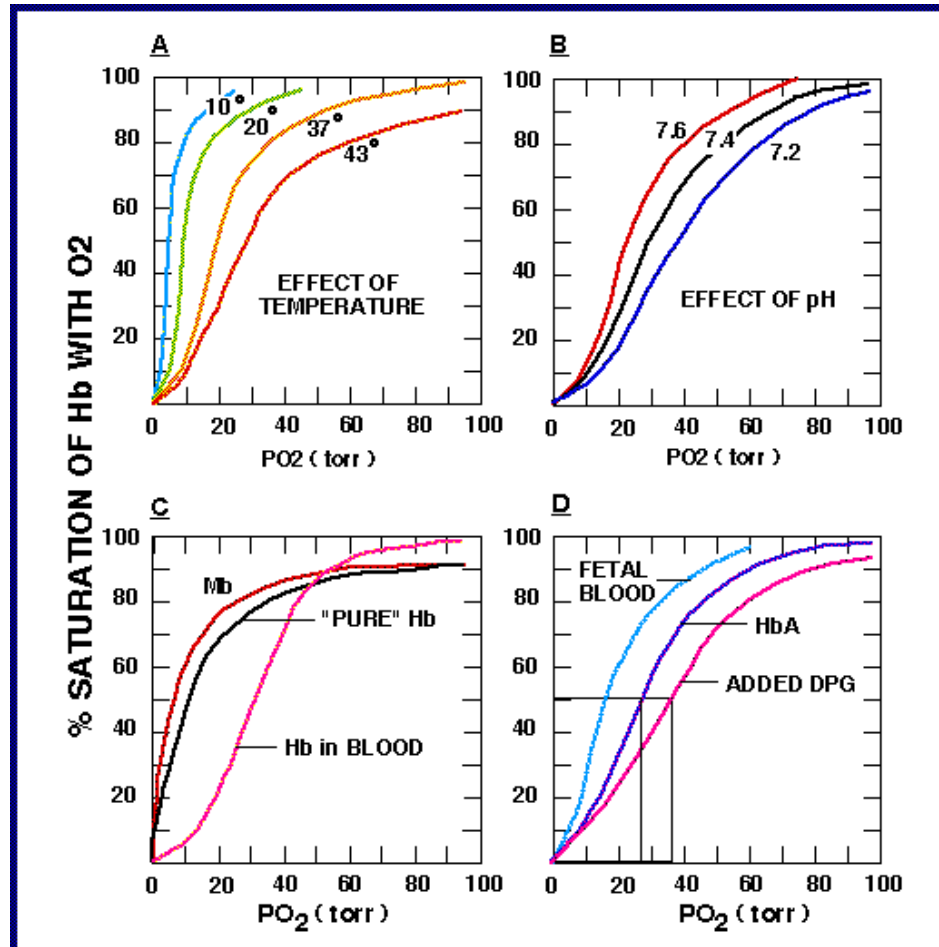 % SATURATION OF Hb WITH O2
A
100
80
60
40
20
10°
20°
37°
43°
EFFECT OF
TEMPERATURE
0 20 40 60 80 100
PO2 ( torr )
B
100
80
60
40
20
7.6
7.4
7.2
EFFECT OF pH
0 20 40 60 80 100
PO2 ( torr )
C
100
80
60
40
20
Mb
"PURE" Hb
Hb in BLOOD
0 20 40 60 80 100
PO2 ( torr )
D
100
80
60
40
20
FETAL
BLOOD
HbA
ADDED DPG
0 20 40 60 80 100
PO2 ( torr )